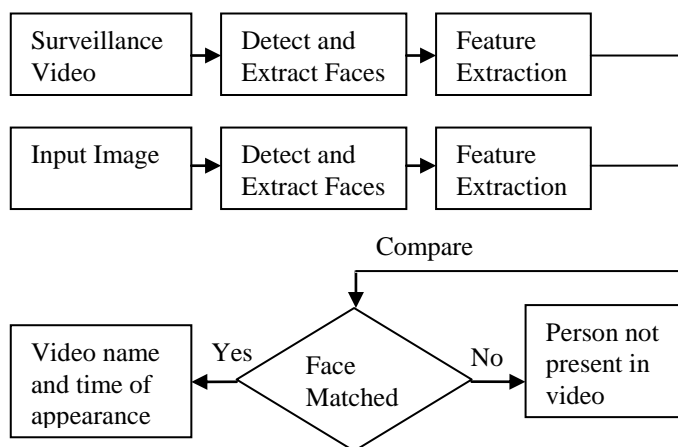 Surveillance
Video
Detect and
Extract Faces
Feature
Extraction
Input Image
Detect and
Extract Faces
Feature
Extraction
Compare
Video name
and time of
appearance
Yes
Face
Matched
No
Person not
present in
video